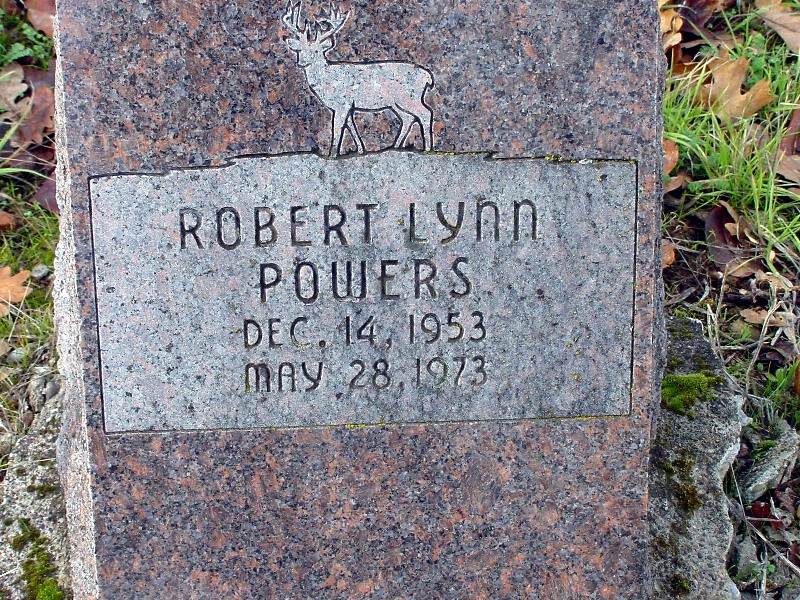 ROBERT LYNN
POWERS
DEC. 14, 1953
MAY 28, 1973